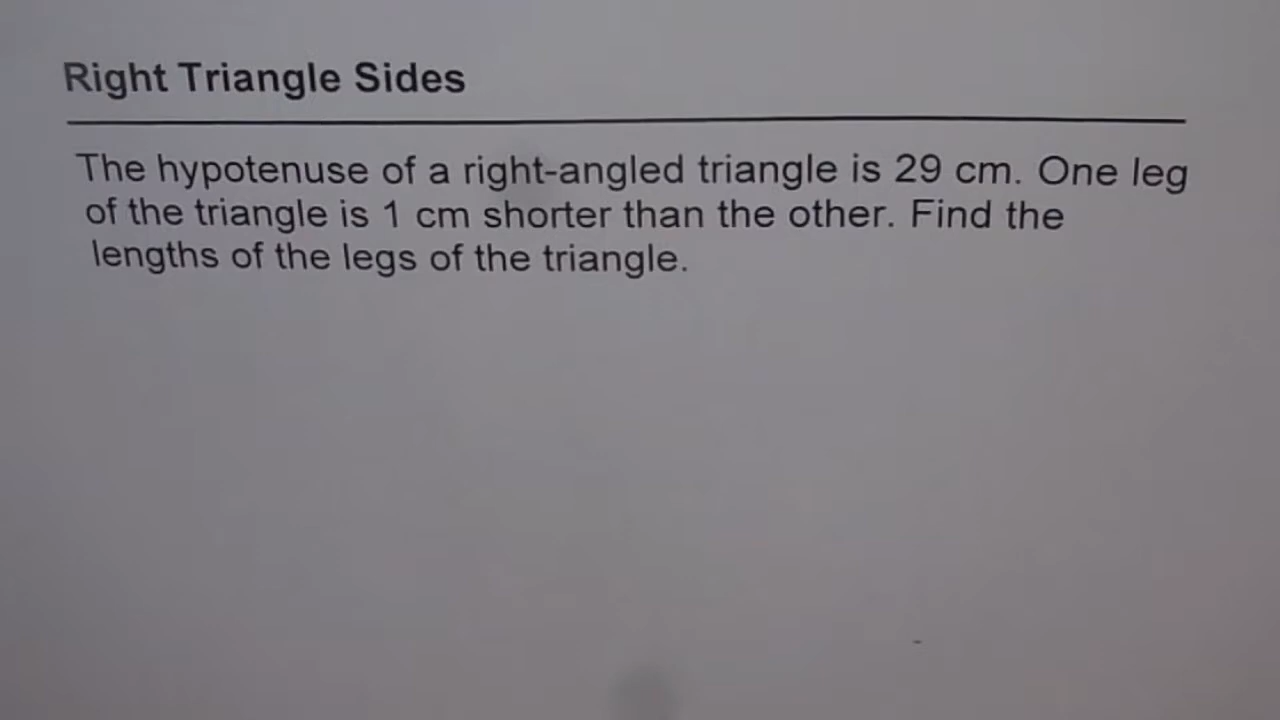 Right Triangle Sides
The hypotenuse of a right-angled triangle is 29 cm. One leg
of the triangle is 1 cm shorter than the other. Find the
lengths of the legs of the triangle.